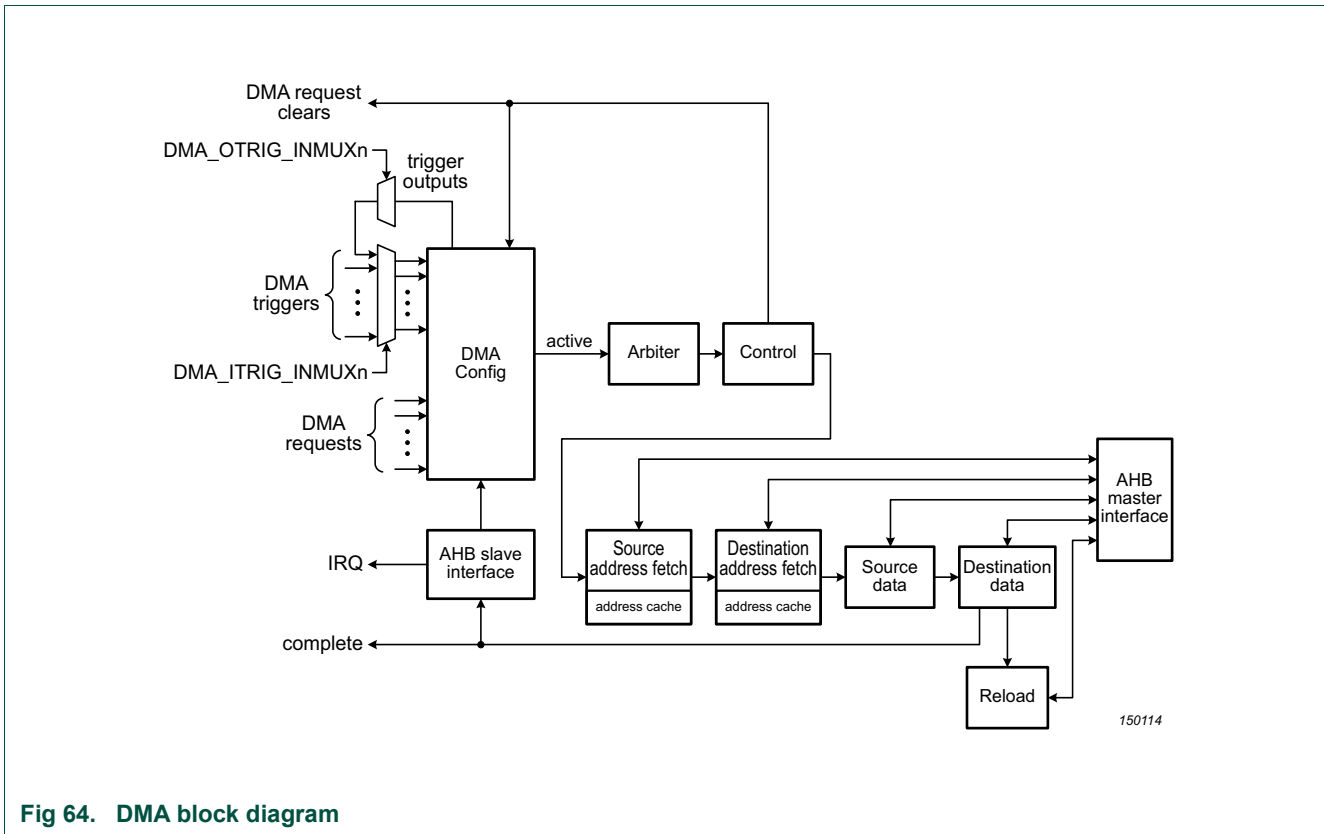 DMA request
clears
DMA_OTRIG_INMUXn
trigger
outputs
DMA
triggers
DMA_ITRIG_INMUXn
DMA
requests
DMA
Config
active
Arbiter
Control
AHB
master
interface
IRQ
AHB slave
interface
Source
address fetch
address cache
Destination
address fetch
address cache
Source
data
Destination
data
complete
Reload
150114
Fig 64. DMA block diagram